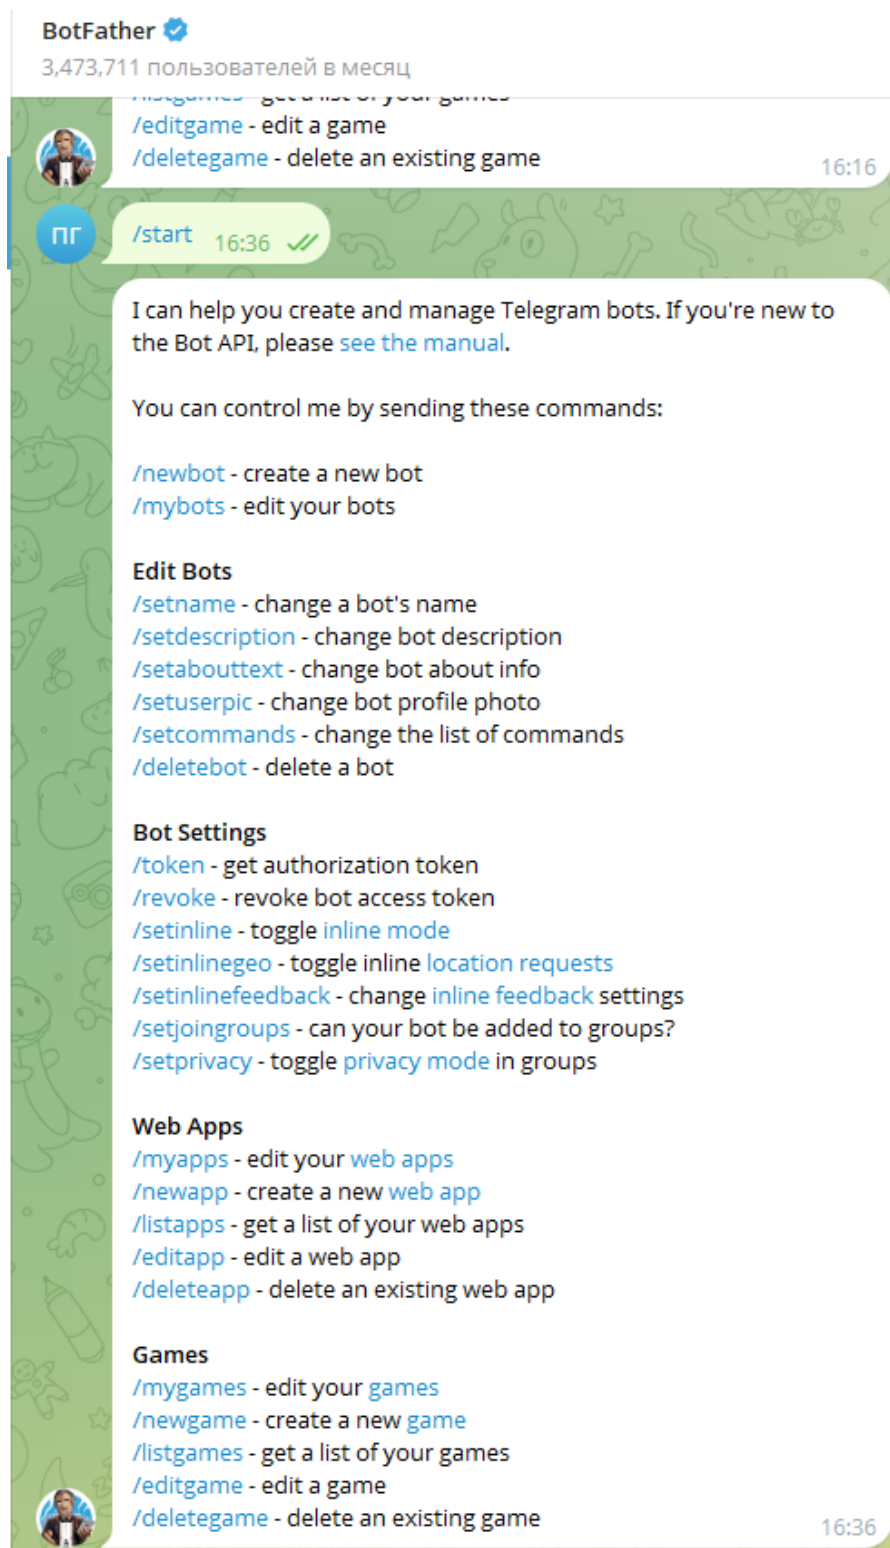 BotFather
3,473,711 пользователей в месяц
/listgames - get a list of your games
/editgame - edit a game
/deletegame - delete an existing game
16:16
ПГ
/start 16:36
I can help you create and manage Telegram bots. If you're new to
the Bot API, please see the manual.
You can control me by sending these commands:
/newbot - create a new bot
/mybots - edit your bots
Edit Bots
/setname - change a bot's name
/setdescription - change bot description
/setabouttext - change bot about info
/setuserpic - change bot profile photo
/setcommands - change the list of commands
/deletebot - delete a bot
Bot Settings
/token - get authorization token
/revoke - revoke bot access token
/setinline - toggle inline mode
/setinlinegeo - toggle inline location requests
/setinlinefeedback - change inline feedback settings
/setjoingroups - can your bot be added to groups?
/setprivacy - toggle privacy mode in groups
Web Apps
/myapps - edit your web apps
/newapp - create a new web app
/listapps - get a list of your web apps
/editapp - edit a web app
/deleteapp - delete an existing web app
Games
/mygames - edit your games
/newgame - create a new game
/listgames - get a list of your games
/editgame - edit a game
/deletegame - delete an existing game
16:36